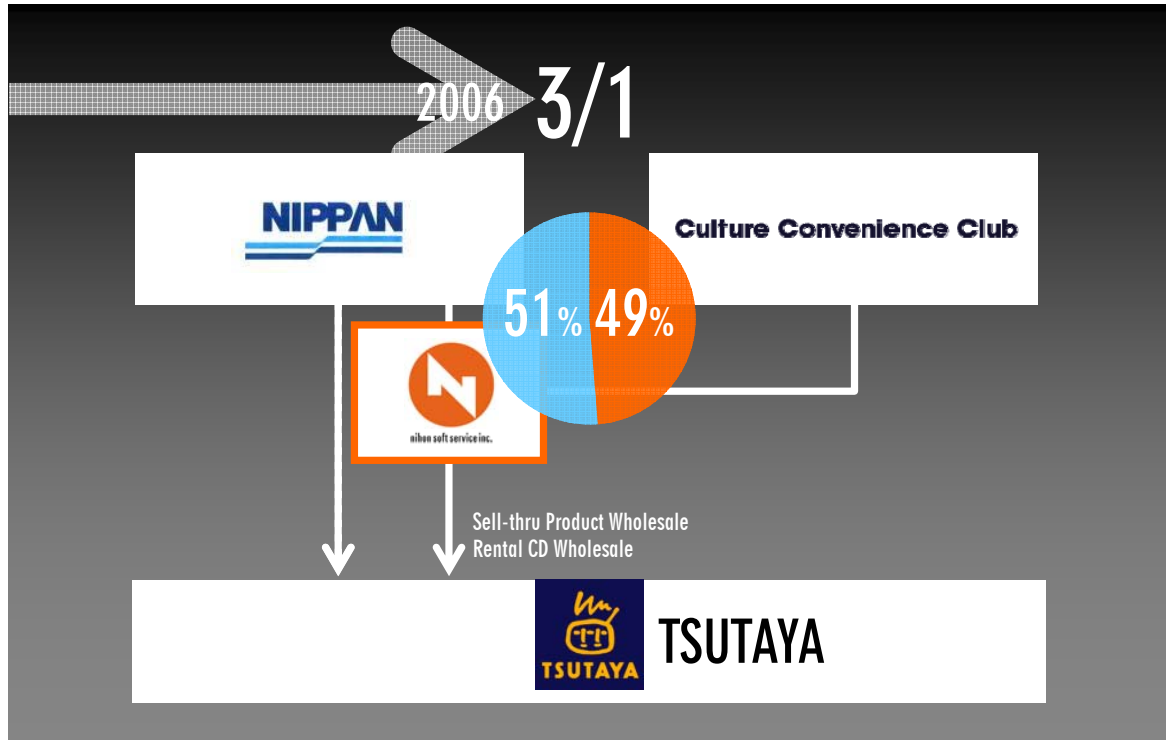 2006 3/1
NIPPAN
Culture Convenience Club
51% 49%
N
nihon soft service inc.
Sell-thru Product Wholesale
Rental CD Wholesale
TSUTAYA
TSUTAYA